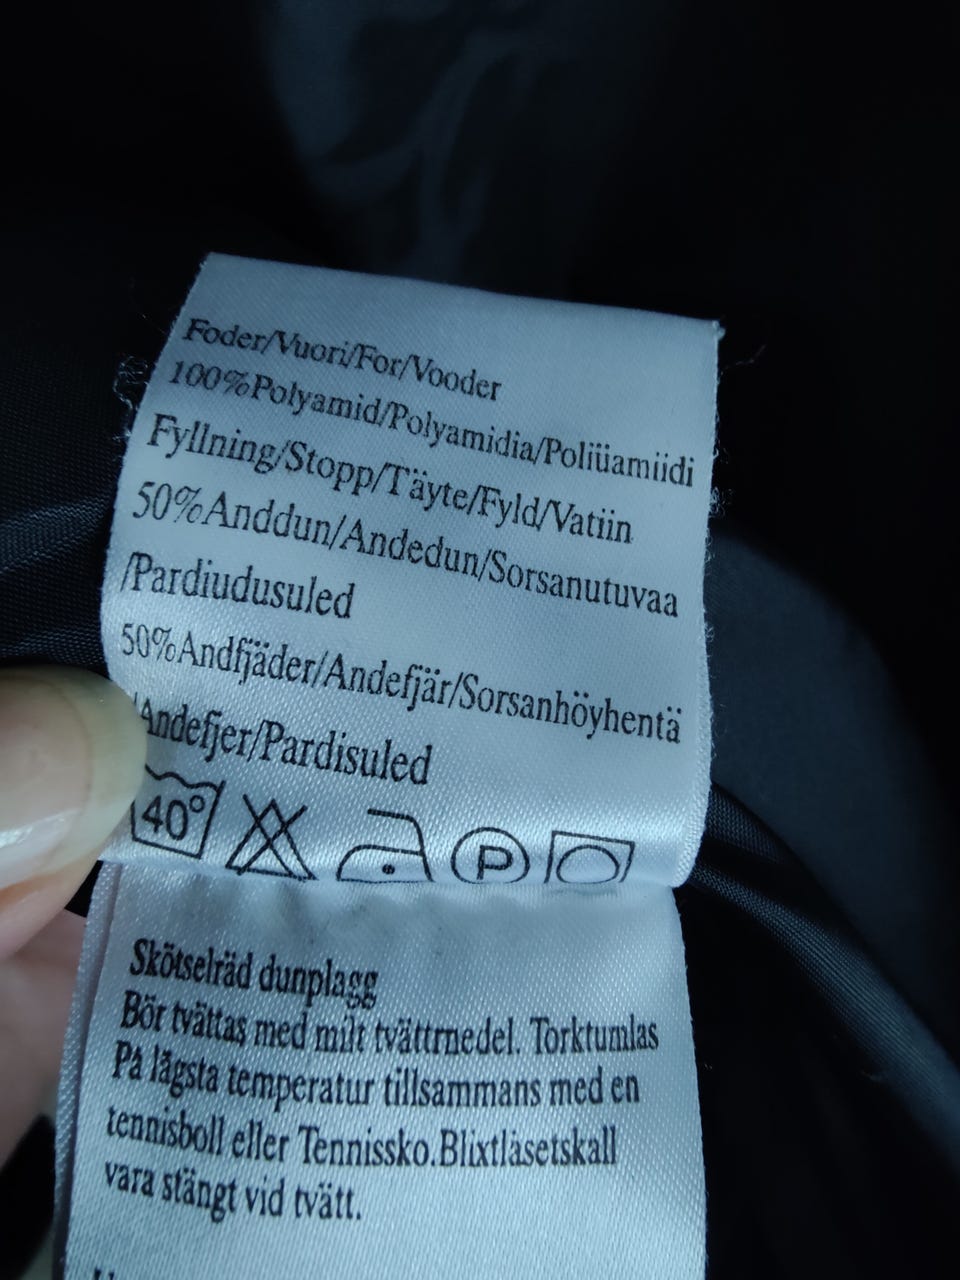 Foder/Vuori/For/Vooder
100%Polyamid/Polyamidia/Poliüamiidi
Fyllning/Stopp/Täyte/Fyld/Vatiin
50%Anddun/Andedun/Sorsanutuvaa
/Pardiudusuled
50%Andfjäder/Andefjär/Sorsanhöyhentä
/Andefjer/Pardisuled
40° P
Skötselräd dunplagg
Bör tvättas med milt tvättmedel. Torktumlas
På lägsta temperatur tillsammans med en
tennisboll eller Tennissko.Blixtläsetskall
vara stängt vid tvätt.